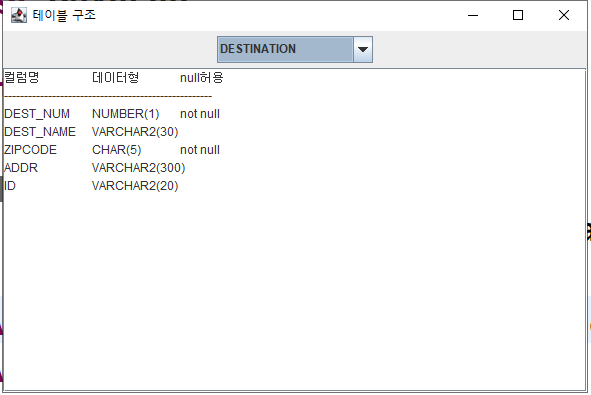 테이블 구조
DESTINATION
컬럼명 데이터형 null허용
----------------------------------------------------
DEST_NUM NUMBER(1) not null
DEST_NAME VARCHAR2(30)
ZIPCODE CHAR(5) not null
ADDR VARCHAR2(300)
ID VARCHAR2(20)